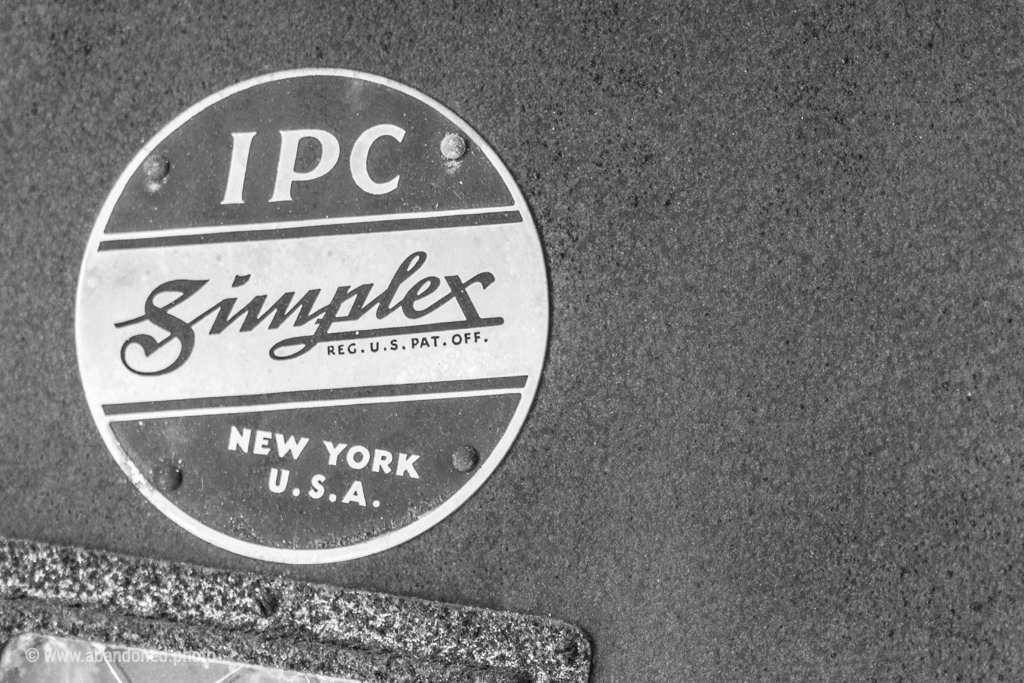 IPC
Simplex
REG. U.S. PAT. OFF.
NEW YORK
U.S.A.
© www.abandoned.photo